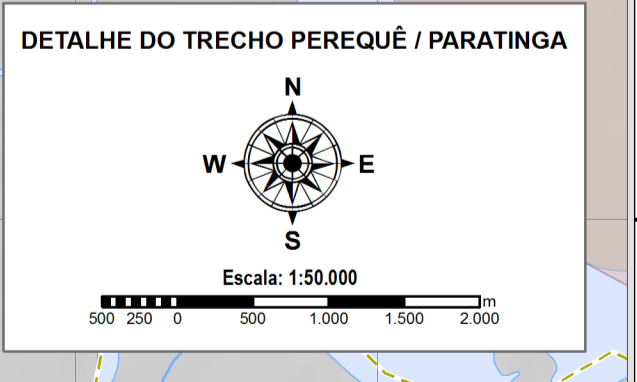 DETALHE DO TRECHO PEREQUÊ / PARATINGA
N
W E
S
Escala: 1:50.000
m
500 250 0 500 1.000 1.500 2.000